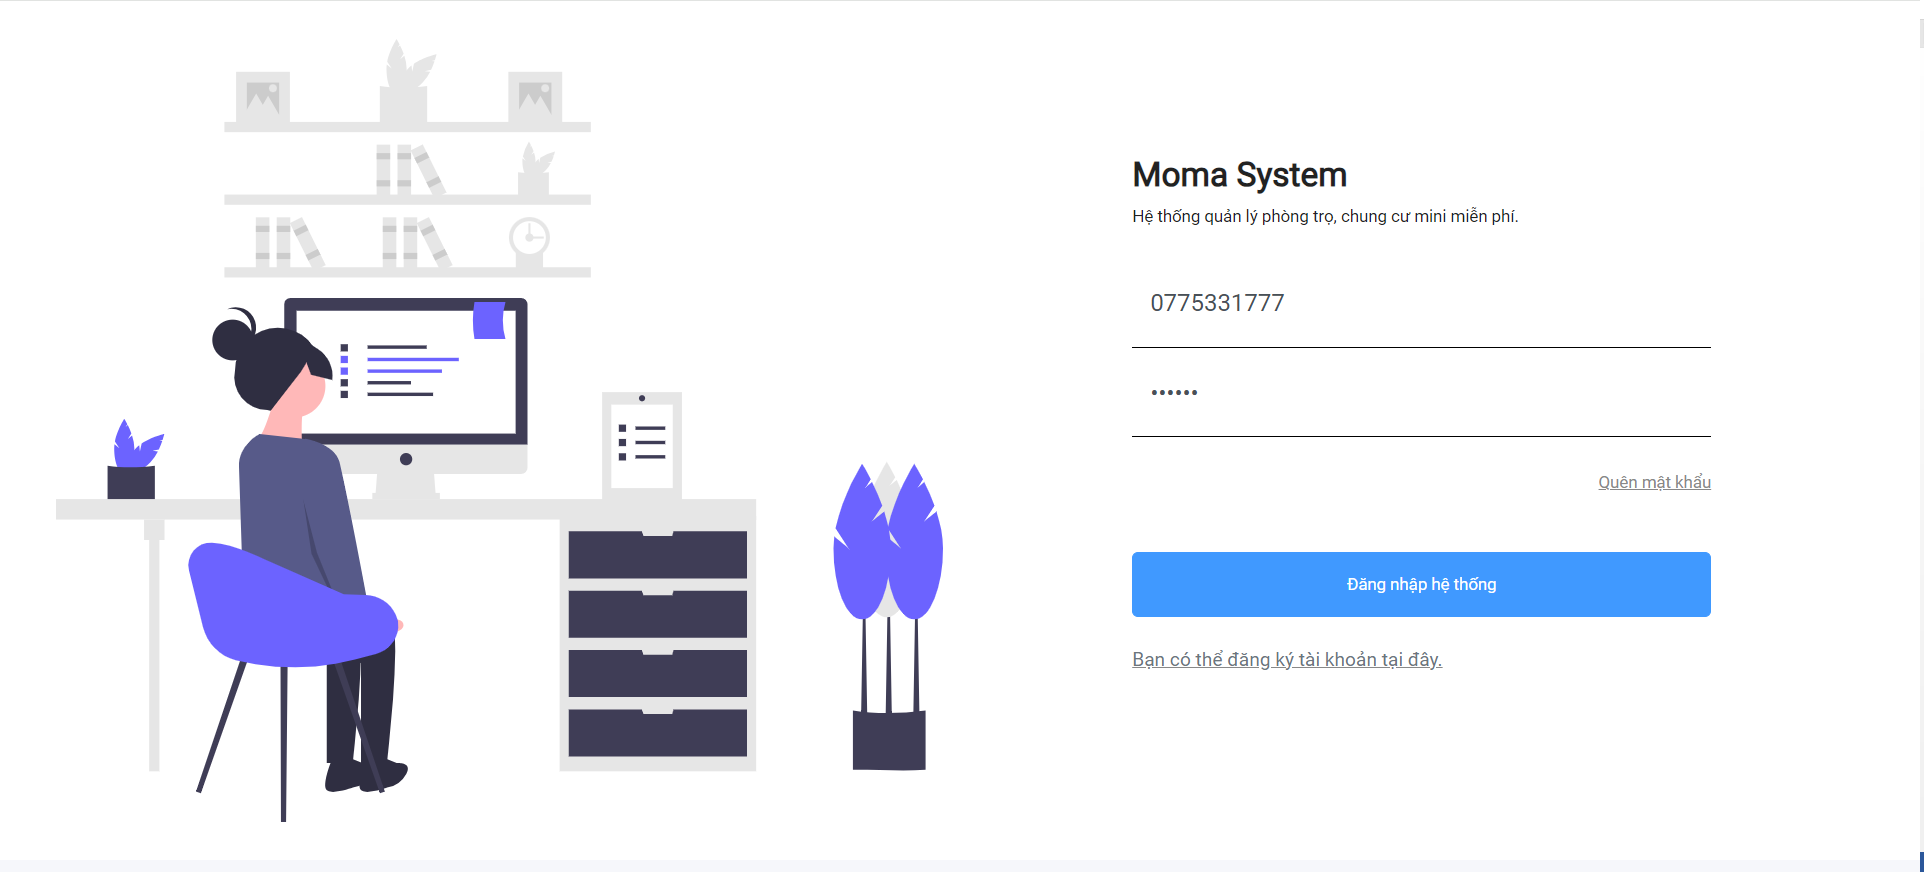 Moma System
Hệ thống quản lý phòng trọ, chung cư mini miễn phí.
0775331777
••••••
Quên mật khẩu
Đăng nhập hệ thống
Bạn có thể đăng ký tài khoản tại đây.